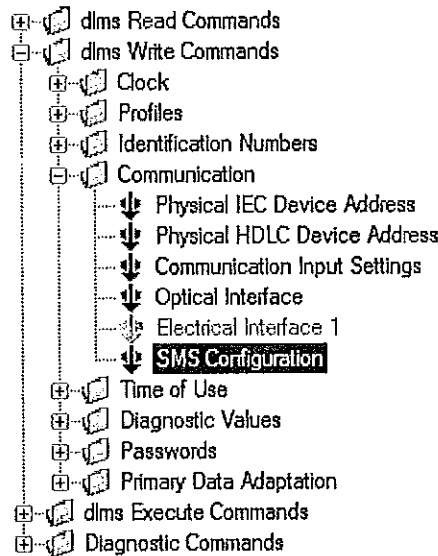 dlms Read Commands
dlms Write Commands
Clock
Profiles
Identification Numbers
Communication
Physical IEC Device Address
Physical HDLC Device Address
Communication Input Settings
Optical Interface
Electrical Interface 1
SMS Configuration
Time of Use
Diagnostic Values
Passwords
Primary Data Adaptation
dlms Execute Commands
Diagnostic Commands